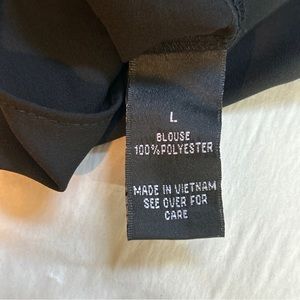 L
BLOUSE
100% POLYESTER
MADE IN VIETNAM
SEE OVER FOR
CARE